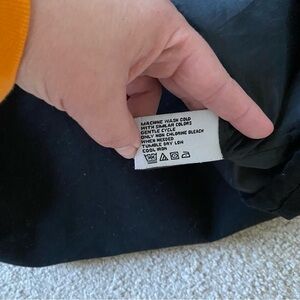 MACHINE WASH COLD
WITH SIMILAR COLORS
GENTLE CYCLE
ONLY NON CHLORINE BLEACH
WHEN NEEDED
TUMBLE DRY LOW
COOL IRON